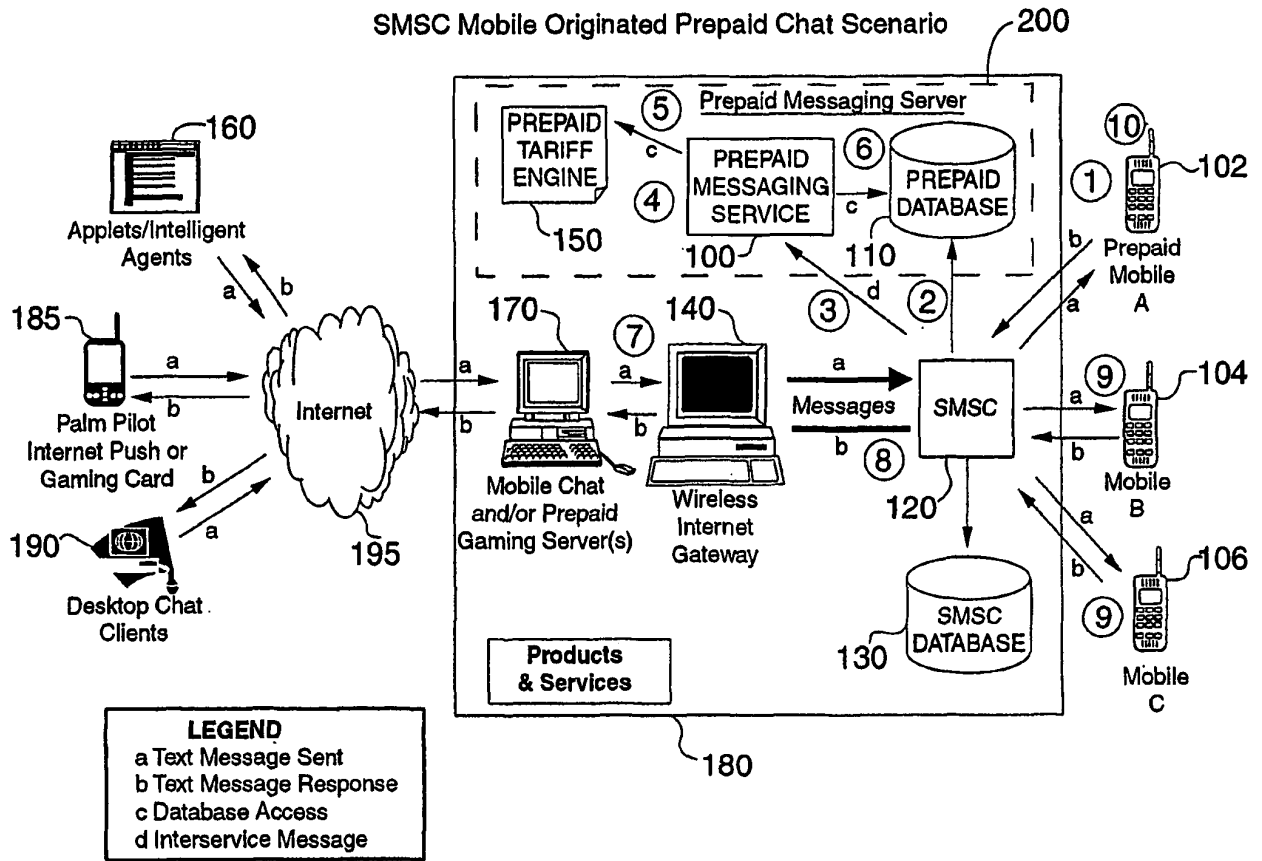 SMSC Mobile Originated Prepaid Chat Scenario
200
Prepaid Messaging Server
160
Applets/Intelligent
Agents
a
b
5
PREPAID
TARIFF
ENGINE
150
c
4
PREPAID
MESSAGING
SERVICE
100
6
c
PREPAID
DATABASE
110
10
1
102
b
a
Prepaid
Mobile
A
3
d
2
185
a
b
Palm Pilot
Internet Push or
Gaming Card
Internet
195
a
b
170
7
a
b
140
Mobile Chat
and/or Prepaid
Gaming Server(s)
Wireless
Internet
Gateway
a
Messages
b
8
SMSC
120
9
104
a
b
Mobile
B
b
a
190
Desktop Chat
Clients
a
b
9
106
Mobile
C
130
SMSC
DATABASE
Products
& Services
180
LEGEND
a Text Message Sent
b Text Message Response
c Database Access
d Interservice Message